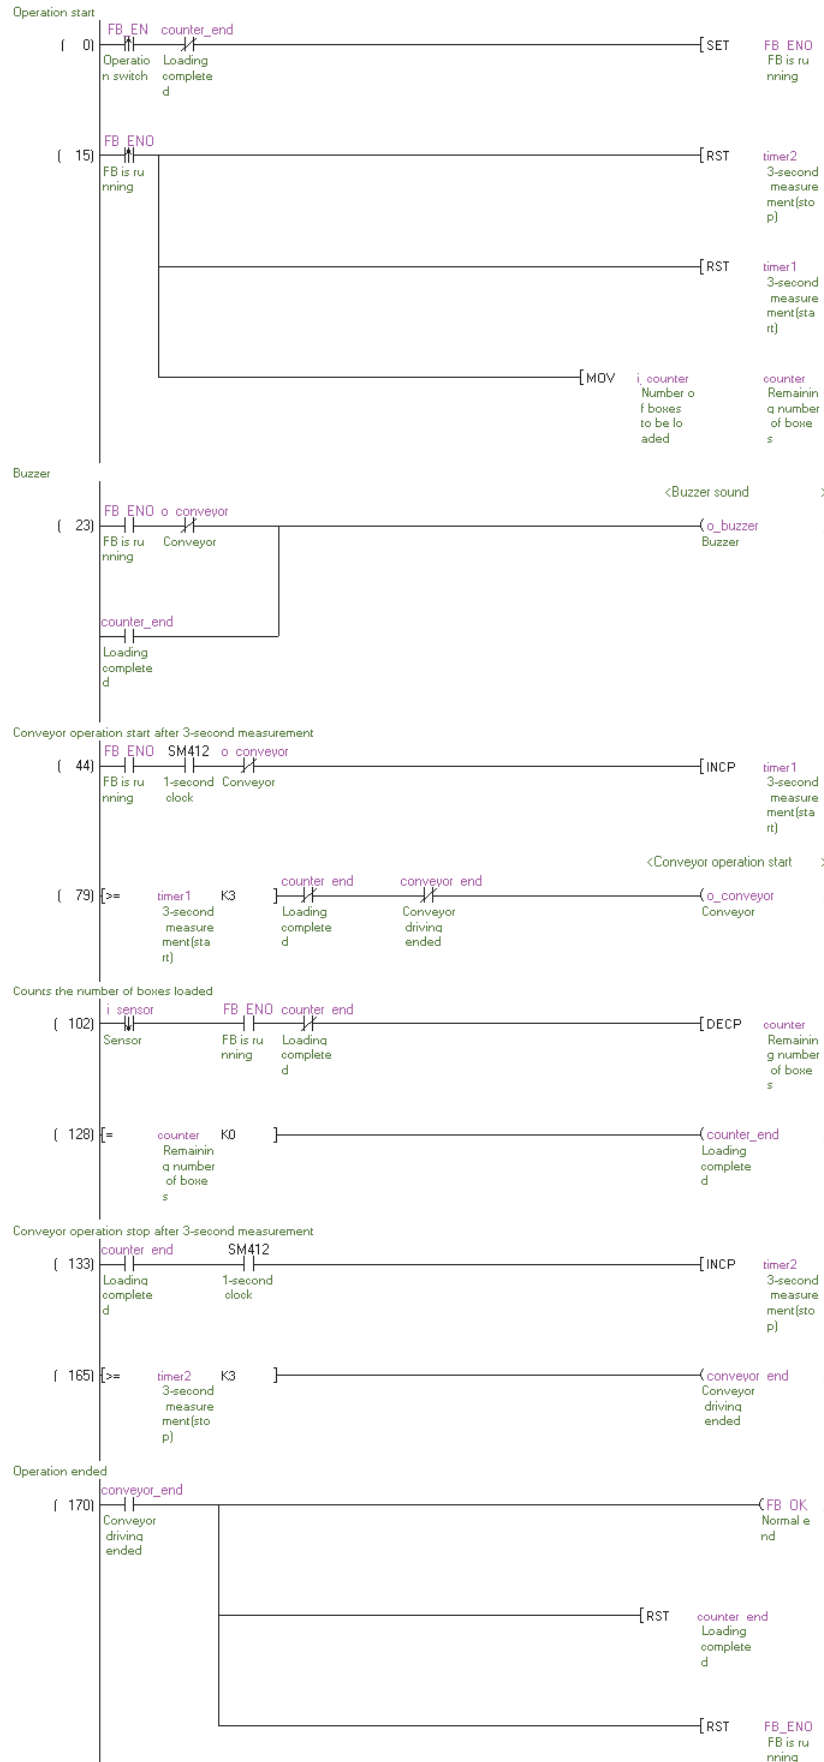 Operation start
FB_EN counter_end
( 0) [SET FB_ENO
Operatio Loading FB is ru
n switch complete nning
d
FB_ENO
( 15) [RST timer2
FB is ru 3-second
nning measure
ment(sto
p)
[RST timer1
3-second
measure
ment(sta
rt)
[MOV i_counter counter
Number o Remainin
f boxes g number
to be lo of boxe
aded s
Buzzer
<Buzzer sound >
FB_ENO o_conveyor
( 23) ( o_buzzer
FB is ru Conveyor Buzzer
nning
counter_end
Loading
complete
d
Conveyor operation start after 3-second measurement
FB_ENO SM412 o_conveyor
( 44) [INCP timer1
FB is ru 1-second Conveyor 3-second
nning clock measure
ment(sta
rt)
<Conveyor operation start >
counter_end conveyor_end
( 79) [>= timer1 K3 ] ( o_conveyor
3-second Loading Conveyor Conveyor
measure complete driving
ment(sta d ended
rt)
Counts the number of boxes loaded
i_sensor FB_ENO counter_end
( 102) [DECP counter
Sensor FB is ru Loading Remainin
nning complete g number
d of boxe
s
( 128) [= counter K0 ] ( counter_end
Remainin Loading
g number complete
of boxe d
s
Conveyor operation stop after 3-second measurement
counter_end SM412
( 133) [INCP timer2
Loading 1-second 3-second
complete clock measure
d ment(sto
p)
( 165) [>= timer2 K3 ] ( conveyor_end
3-second Conveyor
measure driving
ment(sto ended
p)
Operation ended
conveyor_end
( 170) ( FB_OK
Conveyor Normal e
driving nd
ended
[RST counter_end
Loading
complete
d
[RST FB_ENO
FB is ru
nning